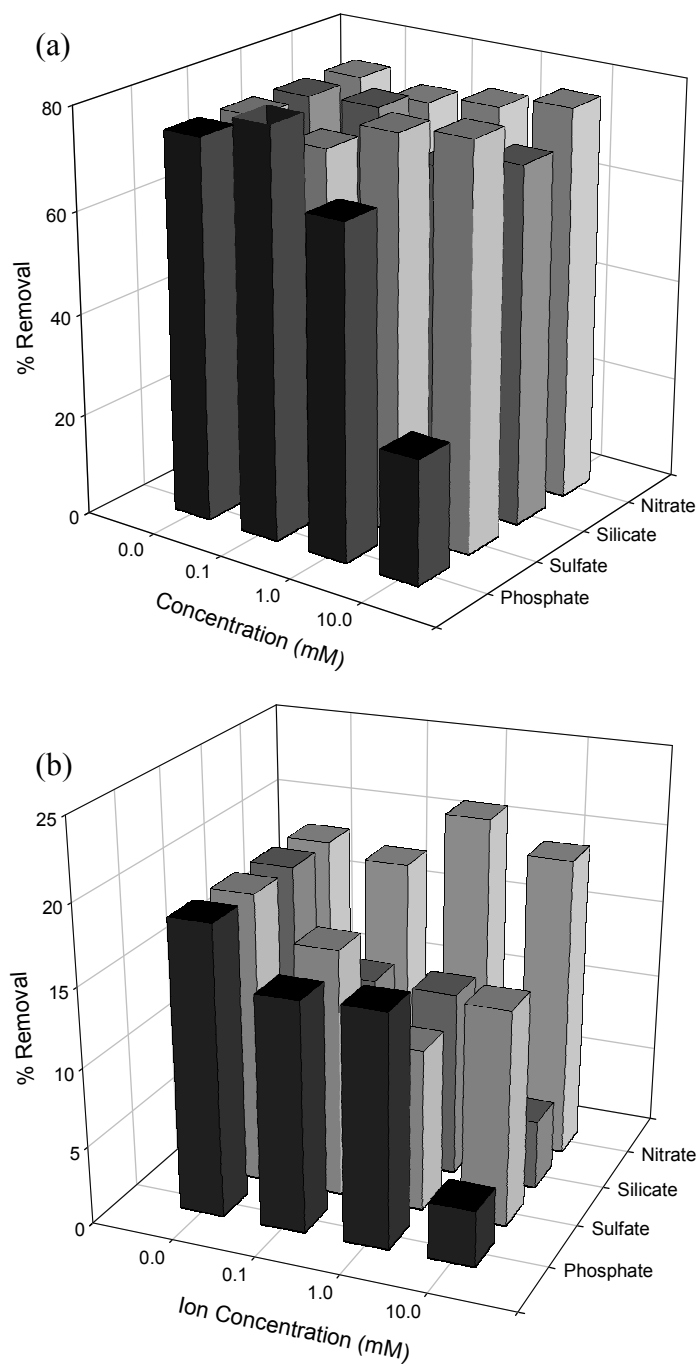 (a)
80
60
40
20
0
% Removal
0.0
0.1
1.0
10.0
Concentration (mM)
Nitrate
Silicate
Sulfate
Phosphate
(b)
25
20
15
10
5
0
% Removal
0.0
0.1
1.0
10.0
Ion Concentration (mM)
Nitrate
Silicate
Sulfate
Phosphate